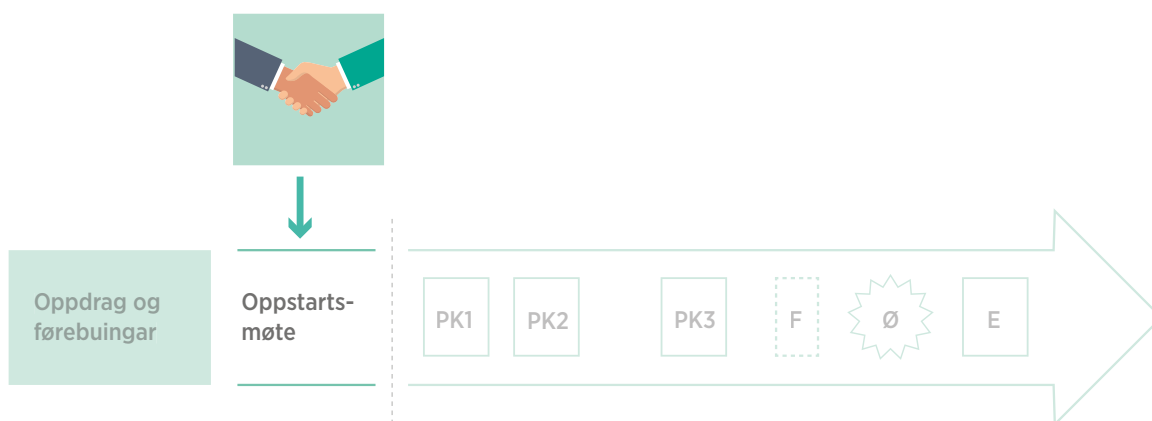 Oppdrag og
førebuingar
Oppstarts-
møte
PK1
PK2
PK3
F
Ø
E